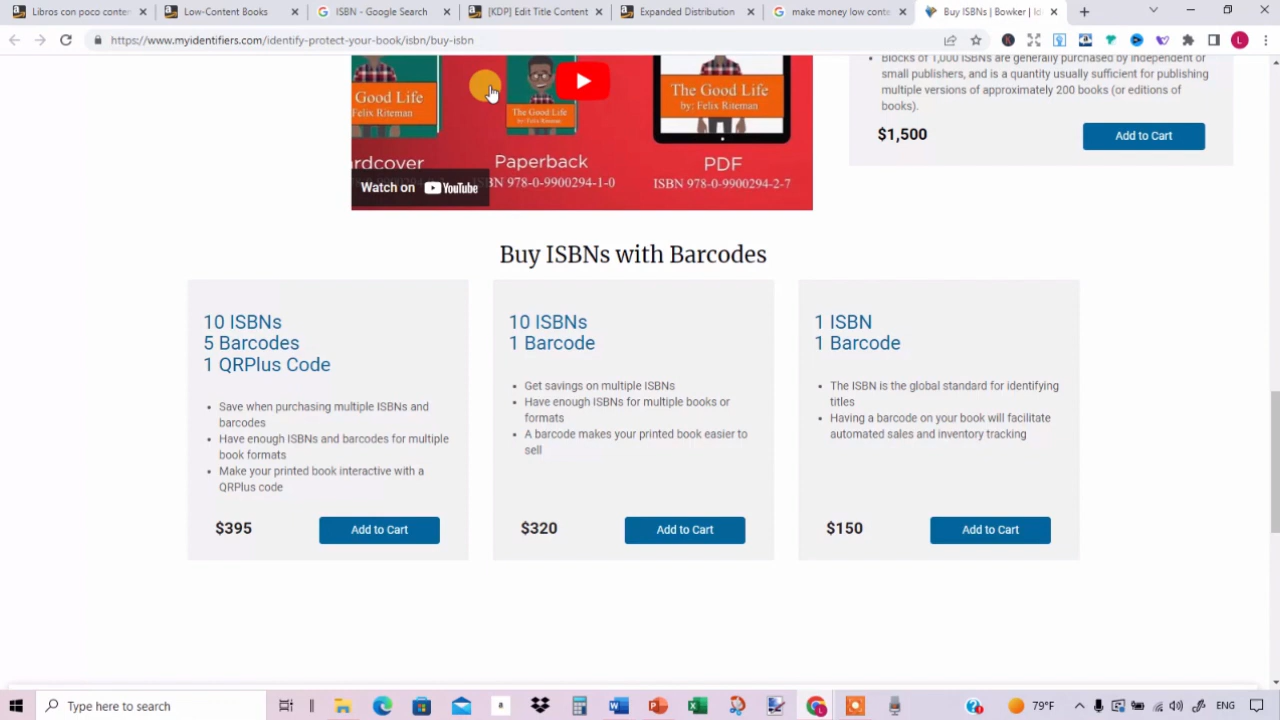 Libros con poco conten
Low-Content Books
ISBN - Google Search
[KDP] Edit Title Content
Expanded Distribution
make money low conte
Buy ISBNs | Bowker | Id
https://www.myidentifiers.com/identify-protect-your-book/isbn/buy-isbn
L
Good Life
Felix Riteman
The Good Life
by: Felix Riteman
The Good Life
by: Felix Riteman
rdcover
Paperback
PDF
SBN 978-0-9900294-1-0
ISBN 978-0-9900294-2-7
Watch on YouTube
Blocks of 1,000 ISBNs are generally purchased by independent or
small publishers, and is a quantity usually sufficient for publishing
multiple versions of approximately 200 books (or editions of
books).
$1,500
Add to Cart
Buy ISBNs with Barcodes
10 ISBNs
5 Barcodes
1 QRPlus Code
Save when purchasing multiple ISBNs and
barcodes
Have enough ISBNs and barcodes for multiple
book formats
Make your printed book interactive with a
QRPlus code
$395
Add to Cart
10 ISBNs
1 Barcode
Get savings on multiple ISBNs
Have enough ISBNs for multiple books or
formats
A barcode makes your printed book easier to
sell
$320
Add to Cart
1 ISBN
1 Barcode
The ISBN is the global standard for identifying
titles
Having a barcode on your book will facilitate
automated sales and inventory tracking
$150
Add to Cart
Type here to search
79°F
ENG